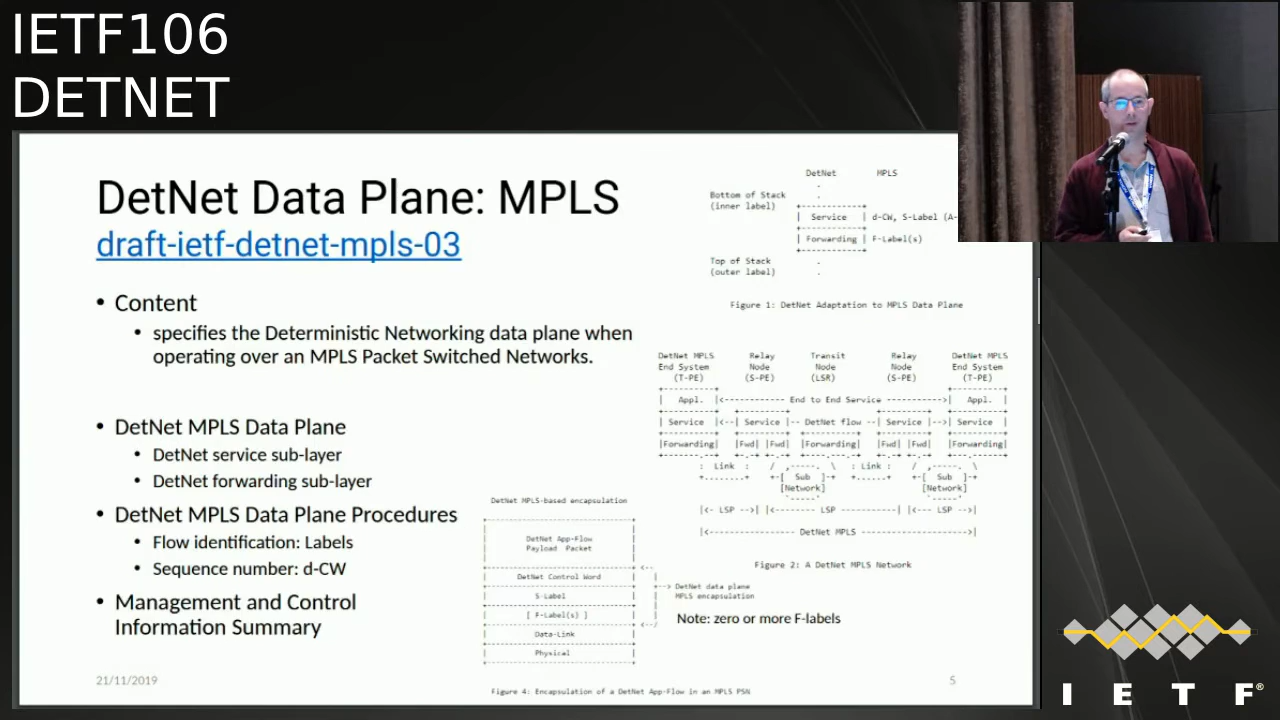 IETF106
DETNET
DetNet Data Plane: MPLS
draft-ietf-detnet-mpls-03
• Content
• specifies the Deterministic Networking data plane when
operating over an MPLS Packet Switched Networks.
• DetNet MPLS Data Plane
• DetNet service sub-layer
• DetNet forwarding sub-layer
• DetNet MPLS Data Plane Procedures
• Flow identification: Labels
• Sequence number: d-CW
• Management and Control
Information Summary
DetNet MPLS
Bottom of Stack
(inner label)
| Service | d-CW, S-Label (A-
| Forwarding | F-Label(s)
Top of Stack
(outer label)
Figure 1: DetNet Adaptation to MPLS Data Plane
DetNet MPLS Relay Transit Relay DetNet MPLS
End System Node Node Node End System
(T-PE) (S-PE) (LSR) (S-PE) (T-PE)
| Appl. |<------------ End to End Service ----------->| Appl. |
| Service |<--| Service |-- DetNet flow --| Service |-->| Service |
|Forwarding| |Fwd| |Fwd| |Forwarding| |Fwd| |Fwd| |Forwarding|
: Link : / ,-----. \ : Link : / ,-----. \
+.......+ +-[ Sub ]-+ +......+ +-[ Sub ]-+
[Network] [Network]
`-----' `-----'
|<- LSP -->| |<-------- LSP -----------| |<--- LSP -->|
|<----------------- DetNet MPLS --------------------->|
Figure 2: A DetNet MPLS Network
DetNet MPLS-based encapsulation
DetNet App-Flow
Payload Packet
DetNet Control Word
S-Label
[ F-Label(s) ]
Data-Link
Physical
DetNet data plane
MPLS encapsulation
Note: zero or more F-labels
Figure 4: Encapsulation of a DetNet App-Flow in an MPLS PSN
21/11/2019
5
I E T F®